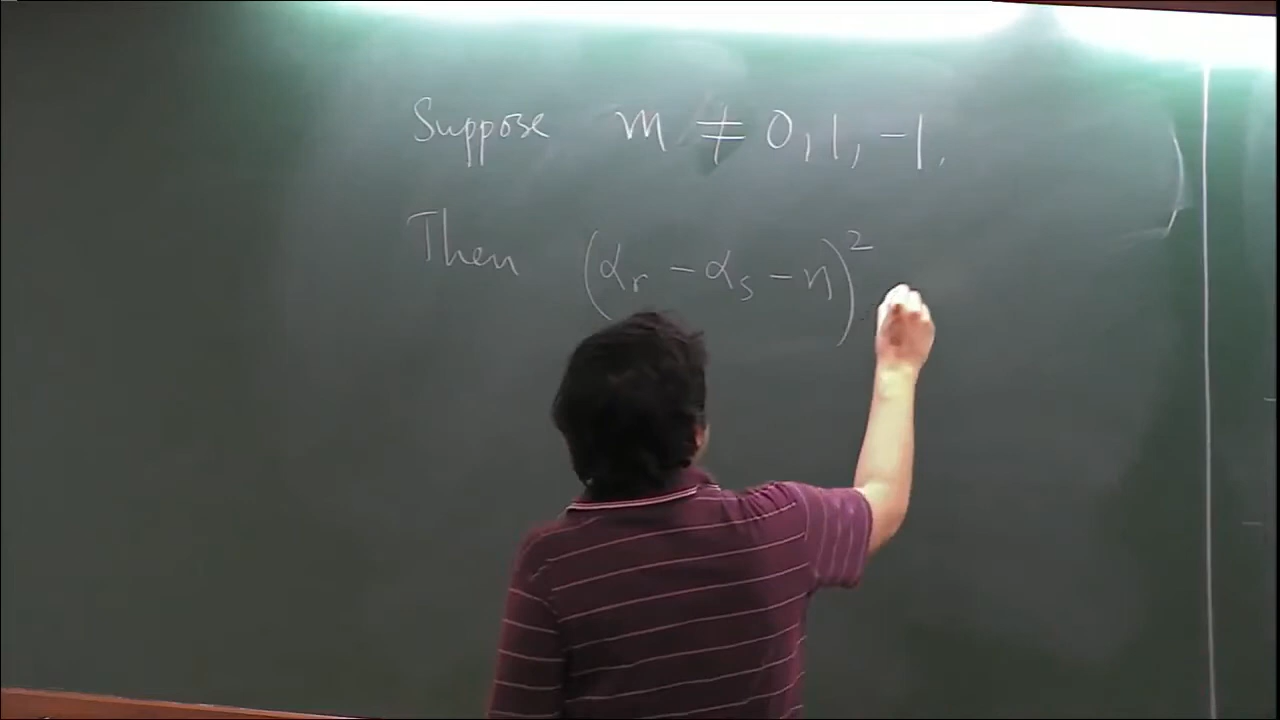 Suppose m ≠ 0, 1, -1.
Then (α_r - α_s - n)²